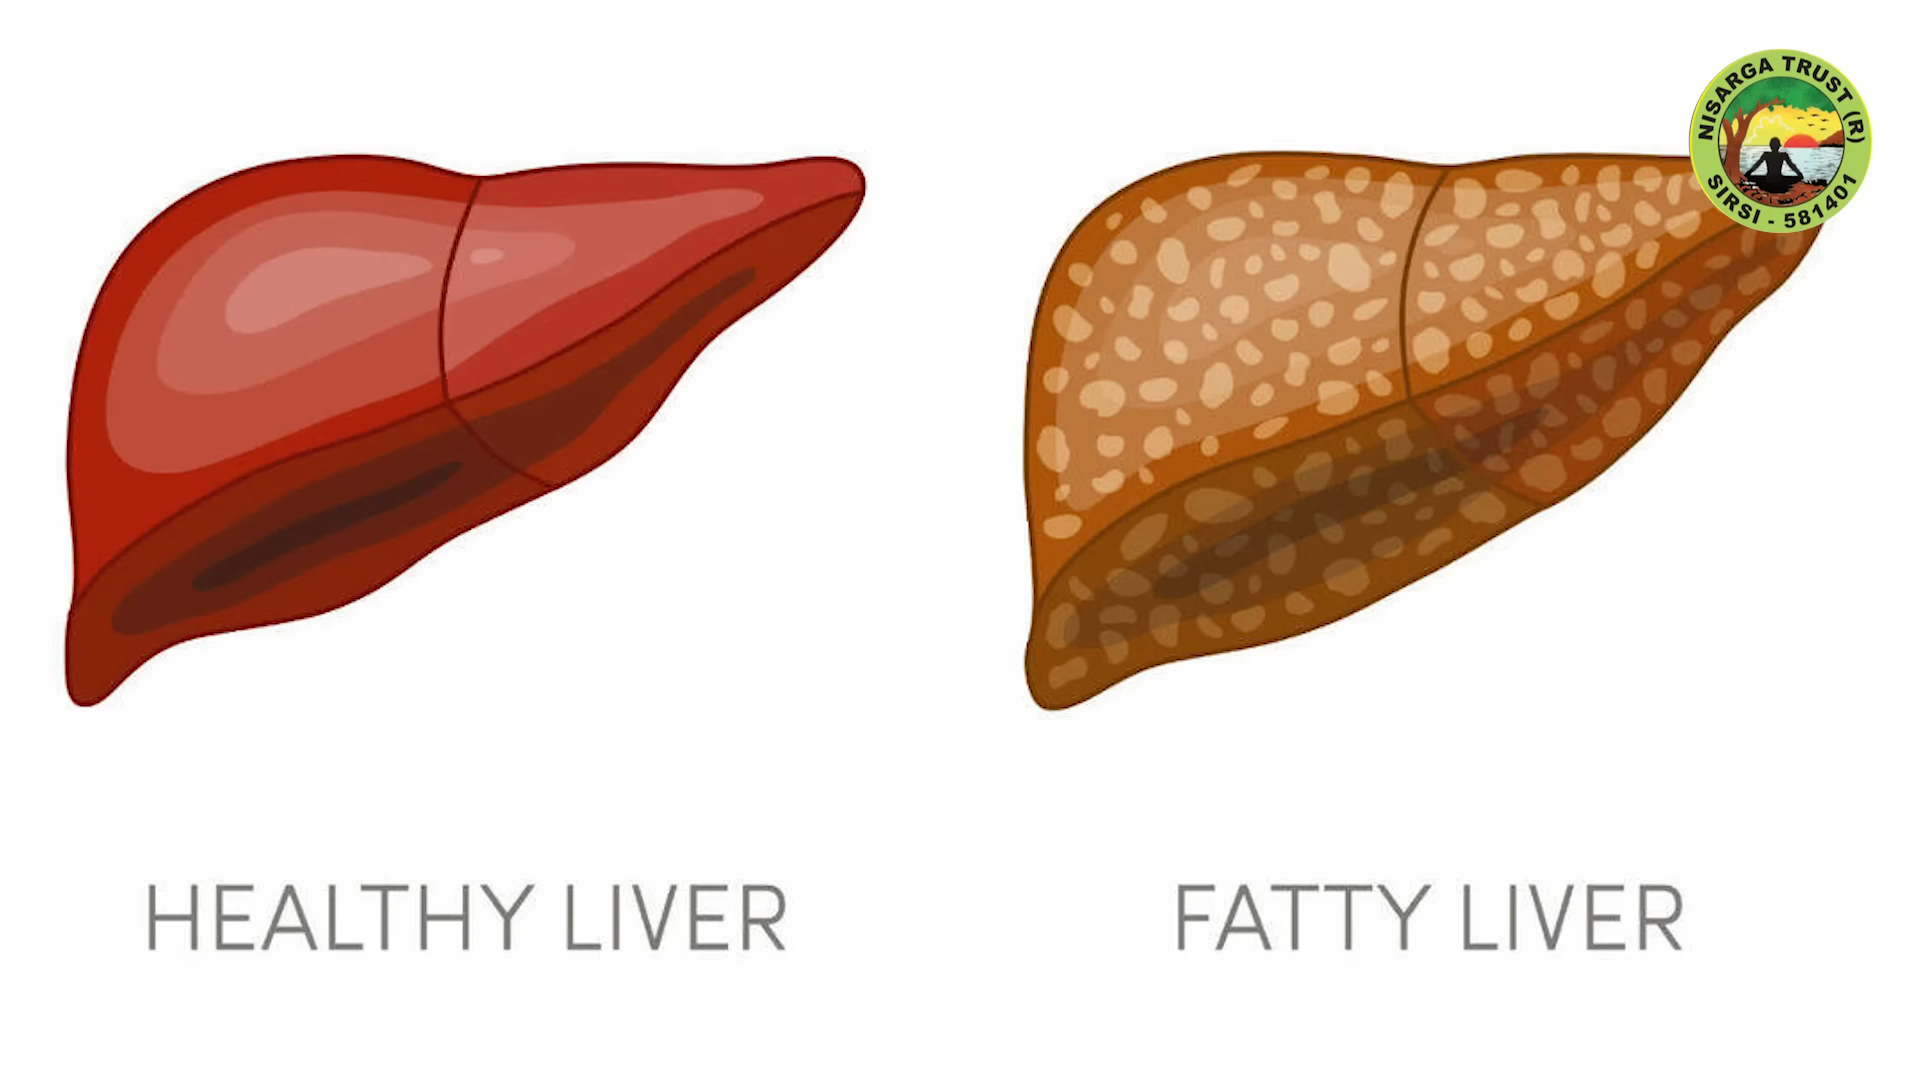 NISARGA TRUST (R)
SIRSI - 581401
HEALTHY LIVER
FATTY LIVER